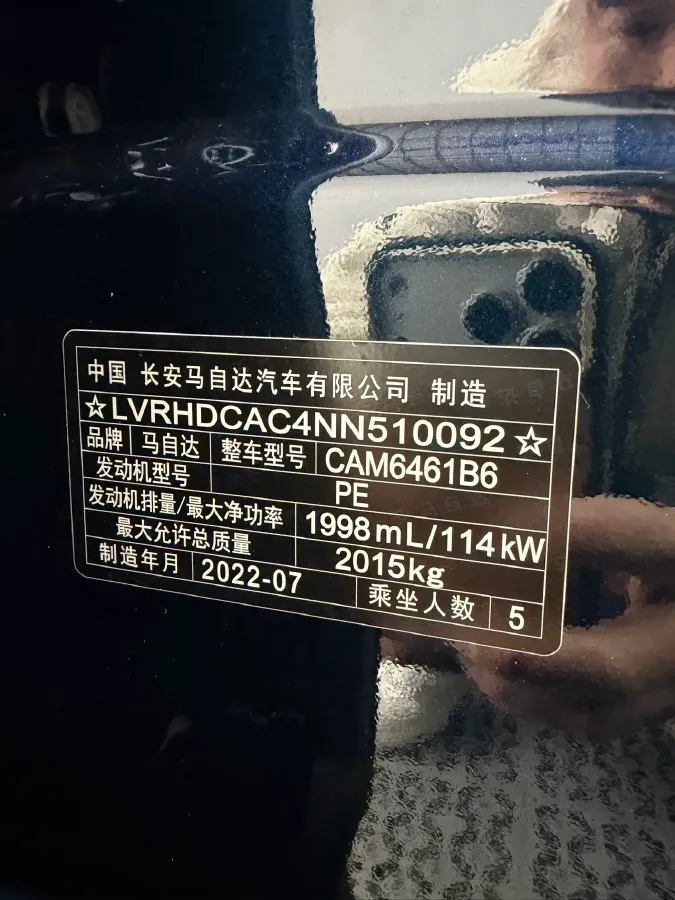 中国 长安马自达汽车有限公司 制造
☆LVRHDCAC4NN510092☆
品牌 马自达 整车型号 CAM6461B6
发动机型号 PE
发动机排量/最大净功率 1998mL/114kW
最大允许总质量 2015kg
制造年月 2022-07 乘坐人数 5